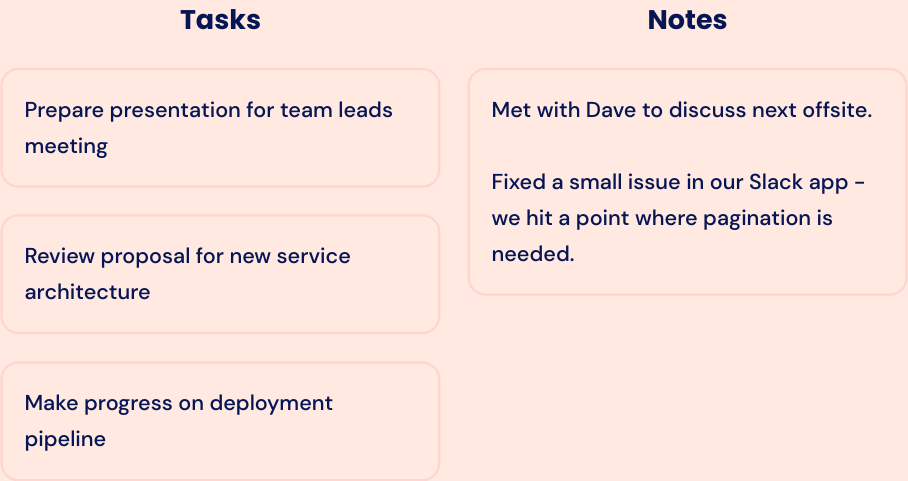 Tasks
Prepare presentation for team leads
meeting
Review proposal for new service
architecture
Make progress on deployment
pipeline
Notes
Met with Dave to discuss next offsite.
Fixed a small issue in our Slack app -
we hit a point where pagination is
needed.